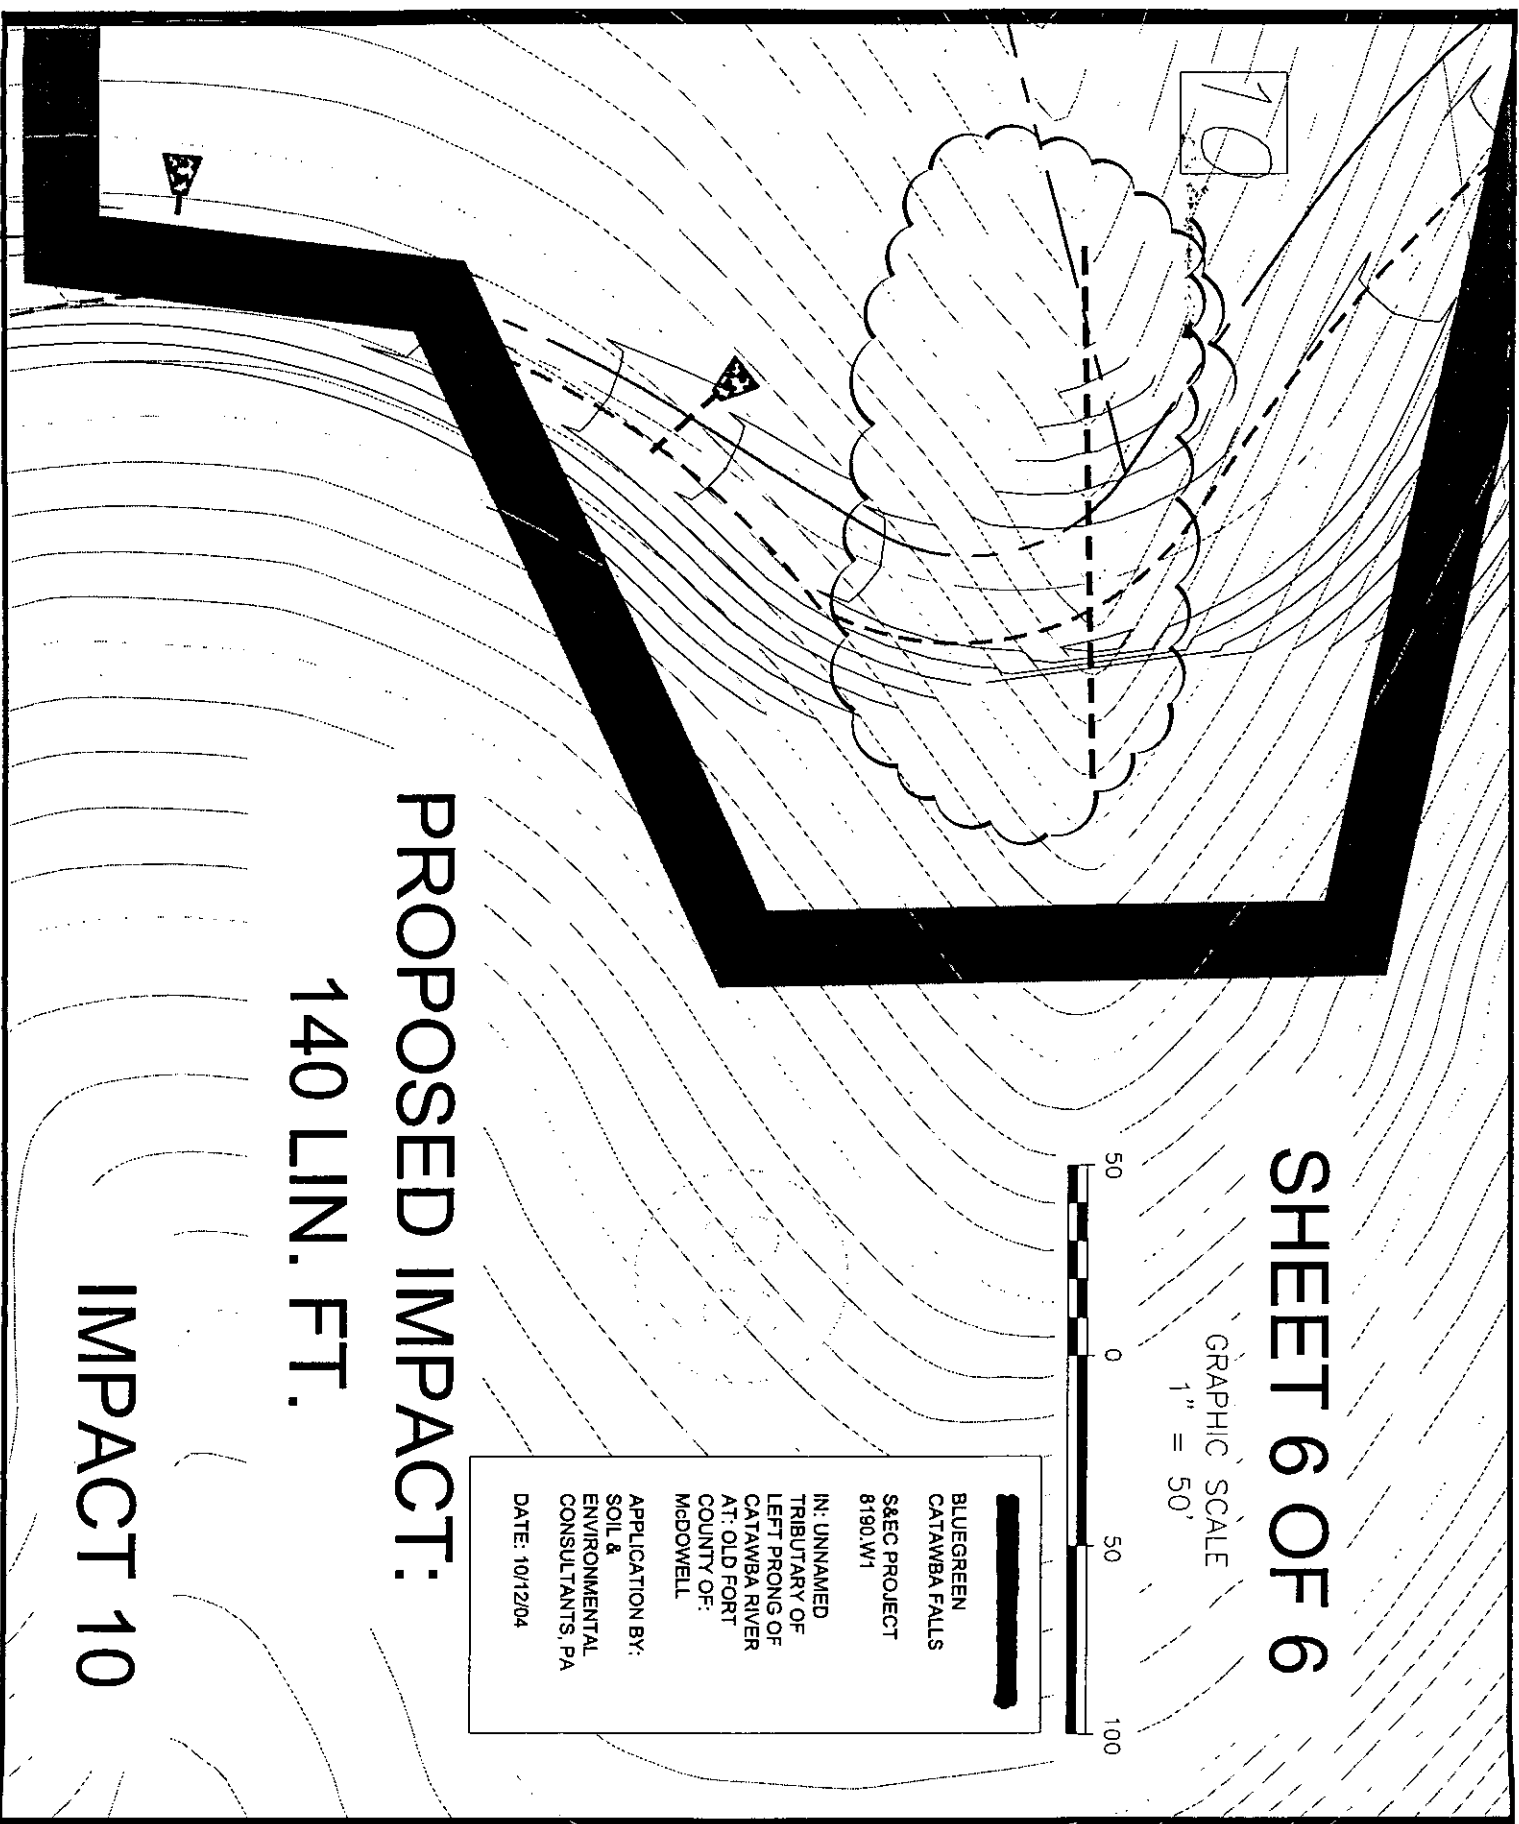 10
SHEET 6 OF 6
GRAPHIC SCALE
1" = 50'
50 0 50 100
BLUEGREEN
CATAWBA FALLS
S&EC PROJECT
8190.W1
IN: UNNAMED
TRIBUTARY OF
LEFT PRONG OF
CATAWBA RIVER
AT: OLD FORT
COUNTY OF:
McDOWELL
APPLICATION BY:
SOIL &
ENVIRONMENTAL
CONSULTANTS, PA
DATE: 10/12/04
PROPOSED IMPACT:
140 LIN. FT.
IMPACT 10